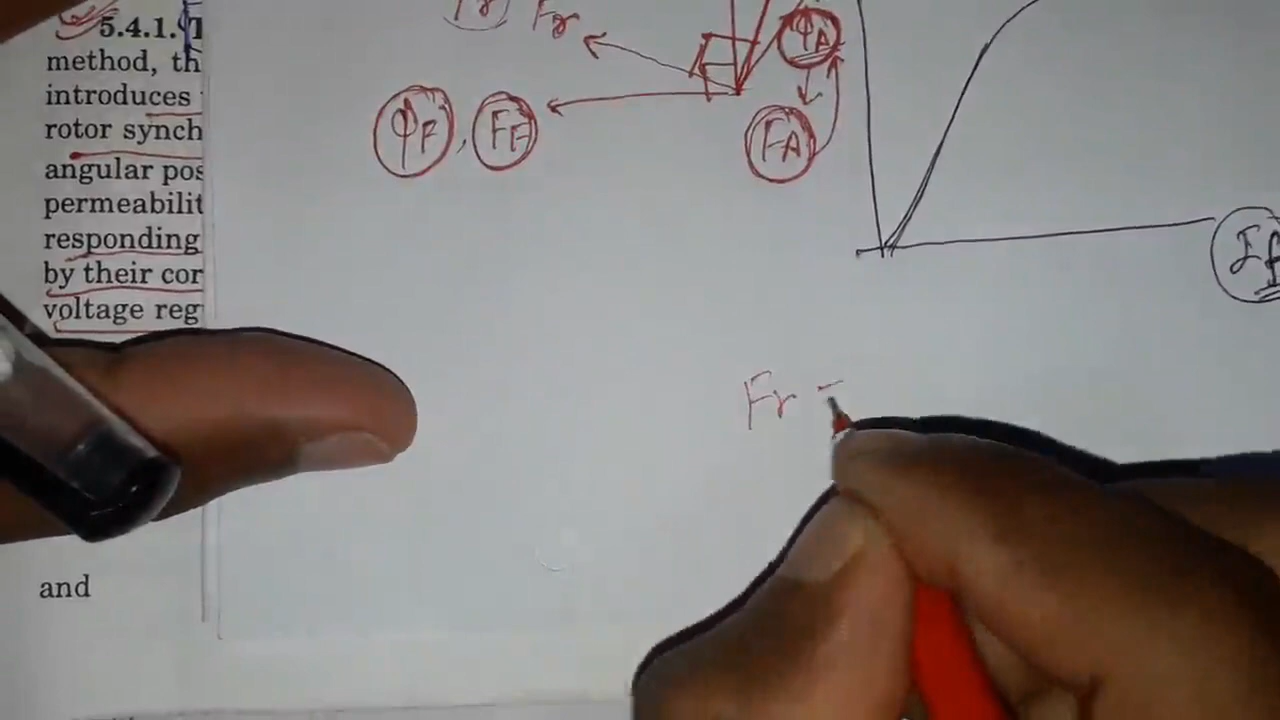 5.4.1.
method, th
introduces
rotor synch
angular pos
permeabilit
responding
by their cor
voltage reg
and
Fr
φA
φF, FF
FA
If
Fr =